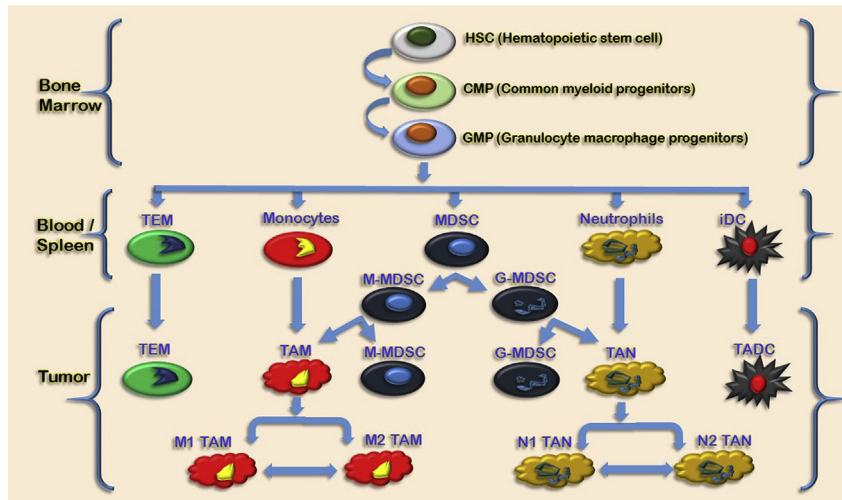 HSC (Hematopoietic stem cell)
Bone
Marrow
CMP (Common myeloid progenitors)
GMP (Granulocyte macrophage progenitors)
Blood /
Spleen
TEM
Monocytes
MDSC
Neutrophils
iDC
M-MDSC
G-MDSC
Tumor
TEM
TAM
M-MDSC
G-MDSC
TAN
TADC
M1 TAM
M2 TAM
N1 TAN
N2 TAN